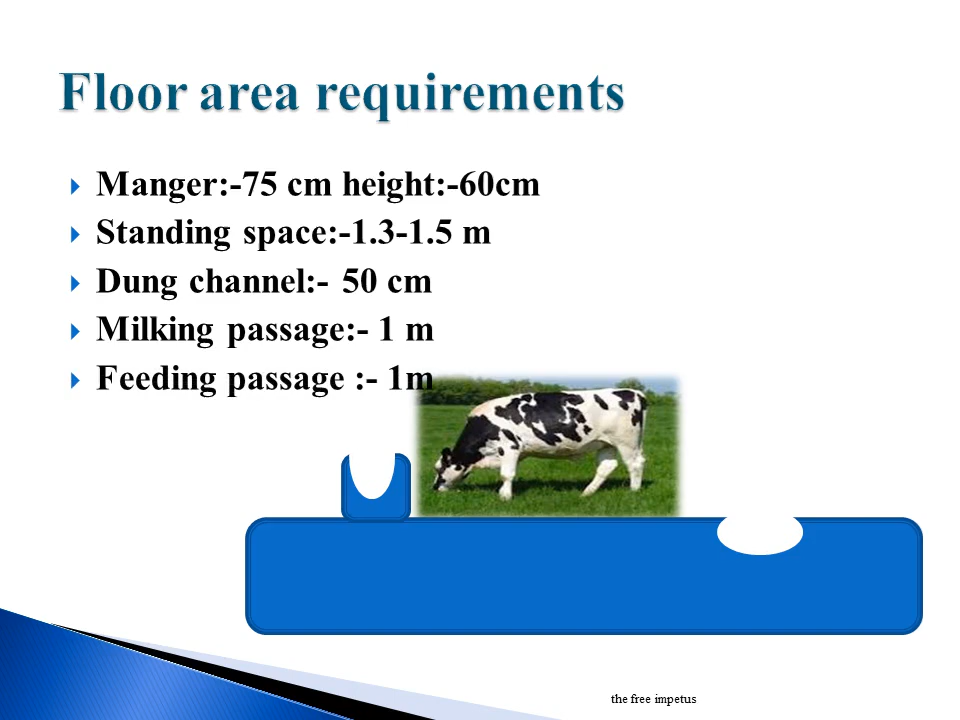 Floor area requirements
Manger:-75 cm height:-60cm
Standing space:-1.3-1.5 m
Dung channel:- 50 cm
Milking passage:- 1 m
Feeding passage :- 1m
the free impetus